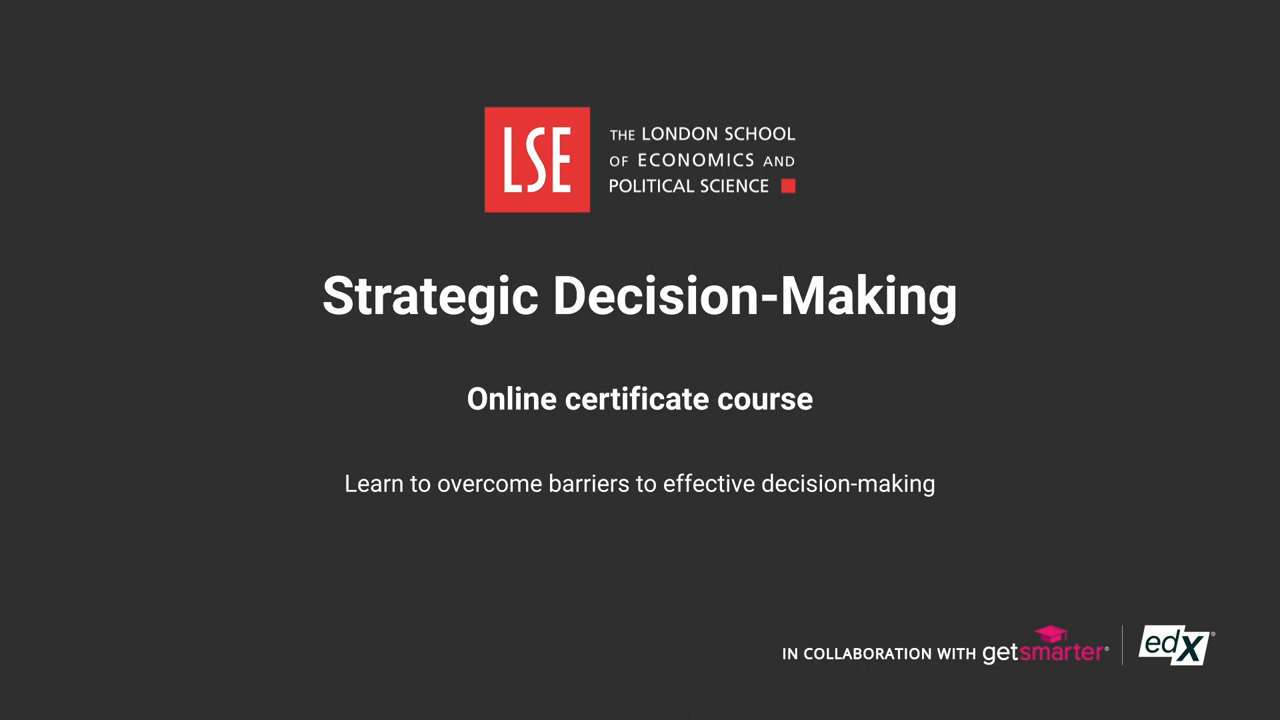 LSE
THE LONDON SCHOOL
OF ECONOMICS AND
POLITICAL SCIENCE
Strategic Decision-Making
Online certificate course
Learn to overcome barriers to effective decision-making
IN COLLABORATION WITH getsmarter® edX®